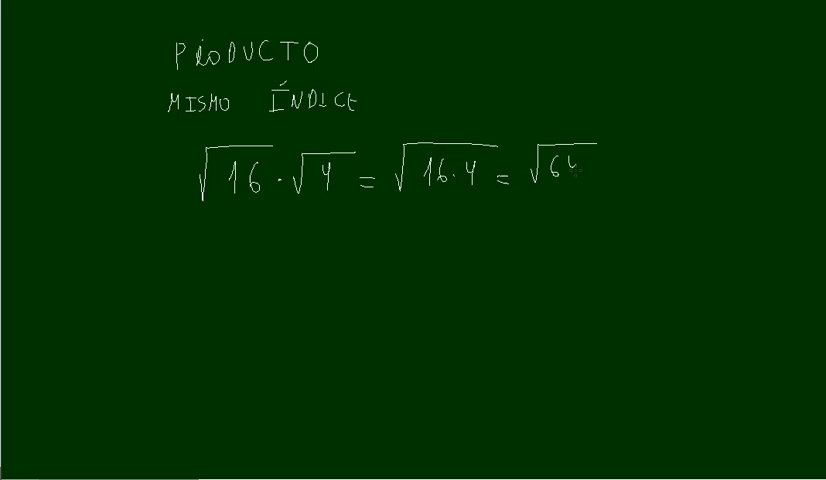 PRODUCTO
MISMO ÍNDICE
√16 · √4 = √16·4 = √64